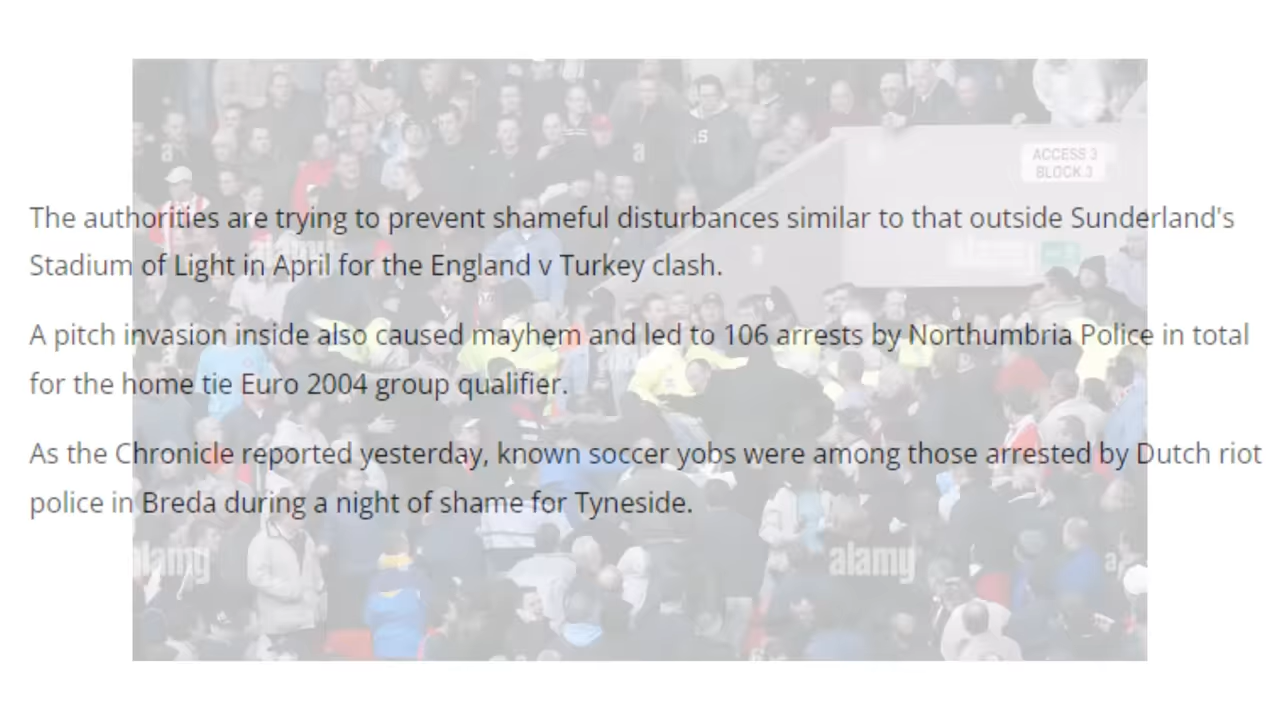 ACCESS 3
BLOCK.3
The authorities are trying to prevent shameful disturbances similar to that outside Sunderland's
Stadium of Light in April for the England v Turkey clash.
A pitch invasion inside also caused mayhem and led to 106 arrests by Northumbria Police in total
for the home tie Euro 2004 group qualifier.
As the Chronicle reported yesterday, known soccer yobs were among those arrested by Dutch riot
police in Breda during a night of shame for Tyneside.
alamy
alamy